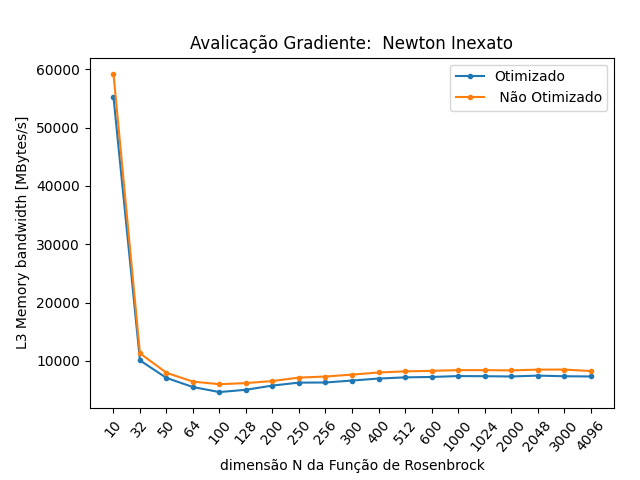 Avalicação Gradiente:  Newton Inexato
Otimizado
Não Otimizado
L3 Memory bandwidth [MBytes/s]
60000
50000
40000
30000
20000
10000
10 32 50 64 100 128 200 250 256 300 400 512 600 1000 1024 2000 2048 3000 4096
dimensão N da Função de Rosenbrock